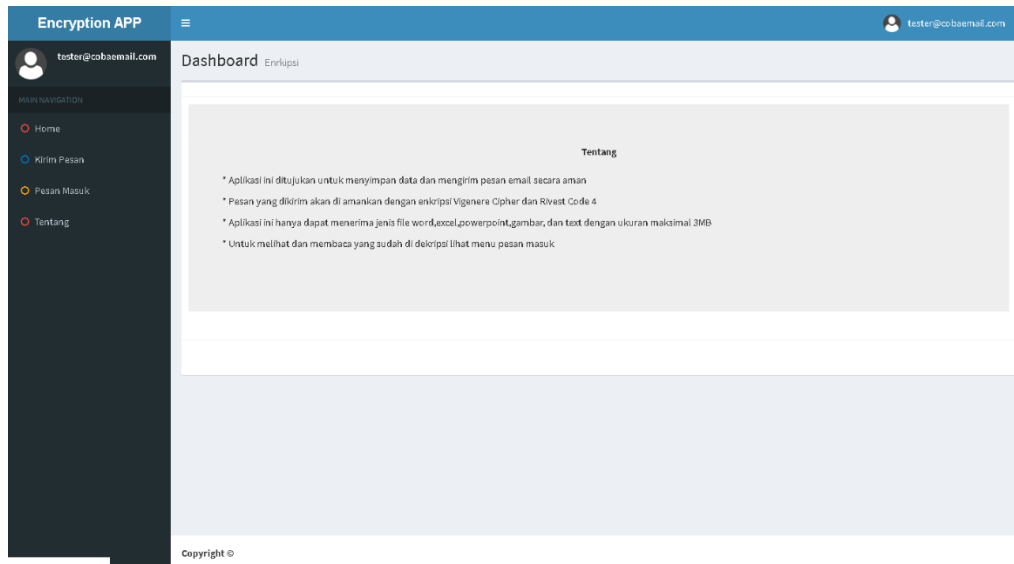 Encryption APP
tester@cobaemail.com
tester@cobaemail.com
Dashboard Enrkipsi
MAIN NAVIGATION
Home
Kirim Pesan
Pesan Masuk
Tentang
Tentang
* Aplikasi ini ditujukan untuk menyimpan data dan mengirim pesan email secara aman
* Pesan yang dikirim akan di amankan dengan enkripsi Vigenere Cipher dan Rivest Code 4
* Aplikasi ini hanya dapat menerima jenis file word,excel,powerpoint,gambar, dan text dengan ukuran maksimal 3MB
* Untuk melihat dan membaca yang sudah di dekripsi lihat menu pesan masuk
Copyright ©